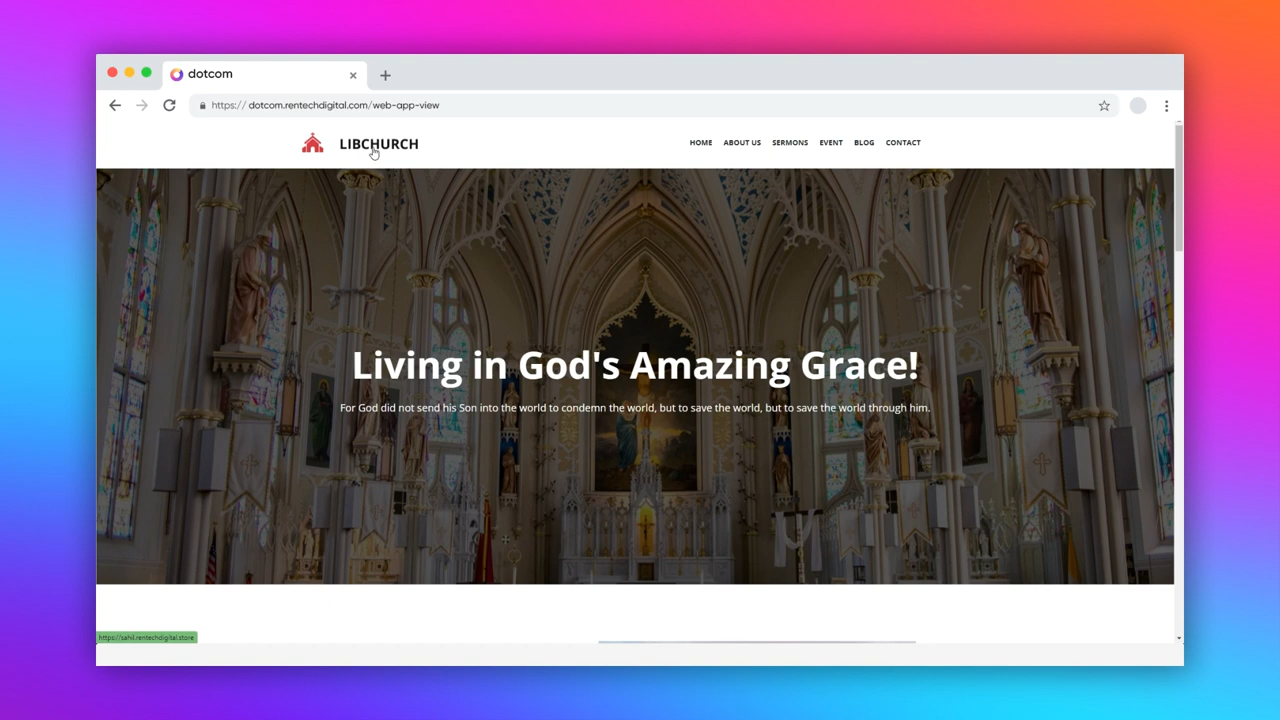 dotcom
https:// dotcom.rentechdigital.com/web-app-view
LIBCHURCH
HOME ABOUT US SERMONS EVENT BLOG CONTACT
Living in God's Amazing Grace!
For God did not send his Son into the world to condemn the world, but to save the world, but to save the world through him.
https://sahil.rentechdigital.store